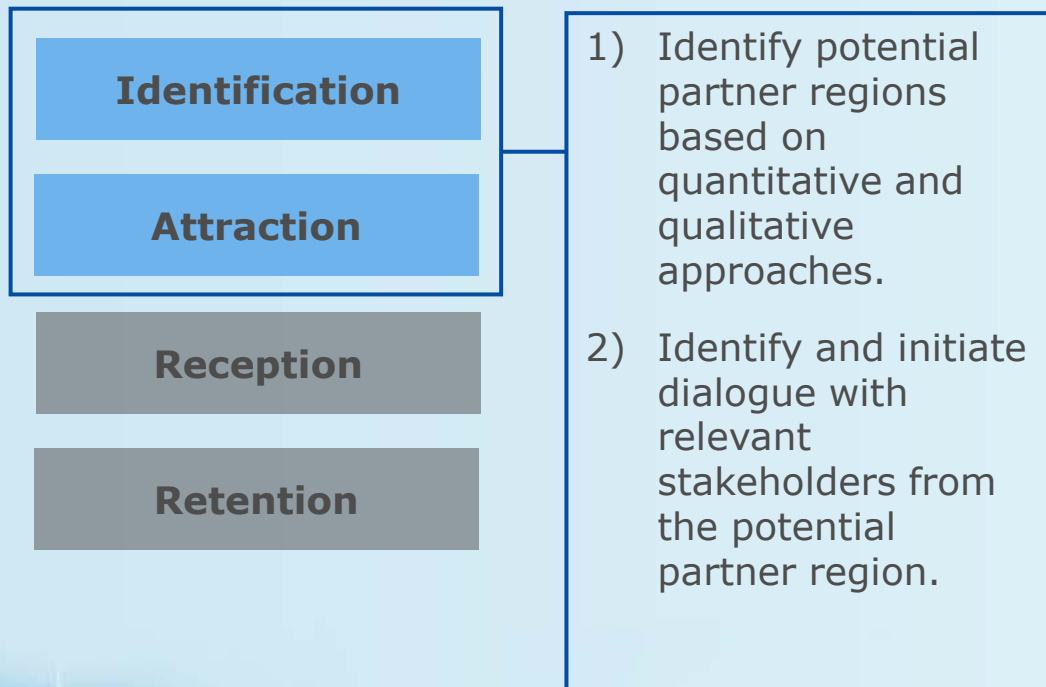 Identification
Attraction
Reception
Retention
1) Identify potential
partner regions
based on
quantitative and
qualitative
approaches.
2) Identify and initiate
dialogue with
relevant
stakeholders from
the potential
partner region.